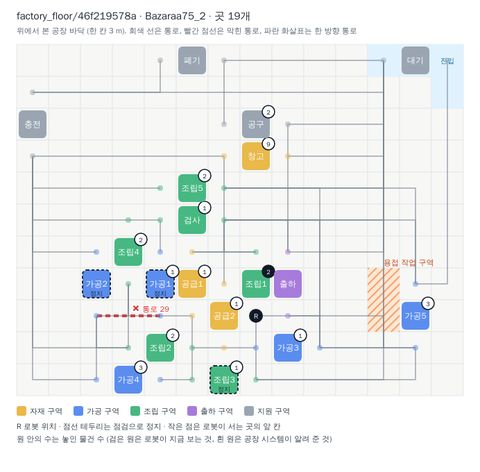 factory_floor/46f219578a · Bazaraa75_2 · 곳 19개
위에서 본 공장 바닥 (한 칸 3 m). 회색 선은 통로, 빨간 점선은 막힌 통로, 파란 화살표는 한 방향 통로
폐기
대기
충전
공구 2
창고 9
조립5 2
검사 1
조립4 2
용접 작업 구역
가공2 정지
가공1 정지 1
공급1 1
조립1 2
출하
통로 29
공급2 1
R
가공5 3
조립2 2
가공3 1
가공4 3
조립3 정지 1
자재 구역
가공 구역
조립 구역
출하 구역
지원 구역
R 로봇 위치 · 점선 테두리는 점검으로 정지 · 작은 점은 로봇이 서는 곳의 앞 칸
원 안의 수는 놓인 물건 수 (검은 원은 로봇이 지금 보는 것, 흰 원은 공장 시스템이 알려 준 것)